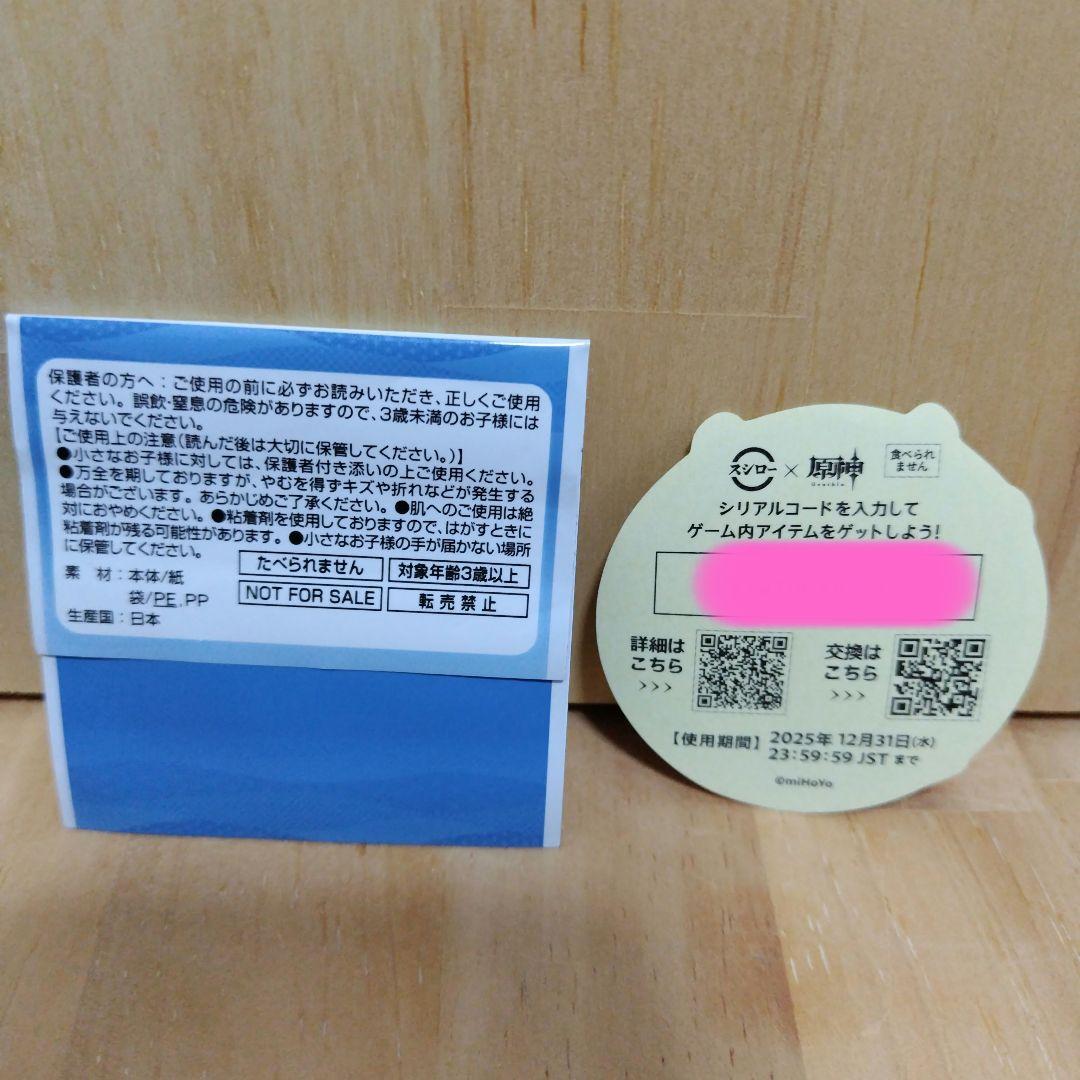 保護者の方へ：ご使用の前に必ずお読みいただき、正しくご使用
ください。誤飲・窒息の危険がありますので、3歳未満のお子様には
与えないでください。
【ご使用上の注意（読んだ後は大切に保管してください。）】
●小さなお子様に対しては、保護者付き添いの上ご使用ください。
●万全を期しておりますが、やむを得ずキズや折れなどが発生する
場合がございます。あらかじめご了承ください。●肌へのご使用は絶
対におやめください。●粘着剤を使用しておりますので、はがすときに
粘着剤が残る可能性があります。●小さなお子様の手が届かない場所
に保管してください。
素　材：本体/紙
袋/PE,PP
生産国：日本
たべられません
対象年齢3歳以上
NOT FOR SALE
転売禁止
スシロー × 原神
Genshin
食べられ
ません
シリアルコードを入力して
ゲーム内アイテムをゲットしよう！
詳細は
こちら
>>>
交換は
こちら
>>>
【使用期間】2025年 12月31日(水)
23:59:59 JST まで
©miHoYo